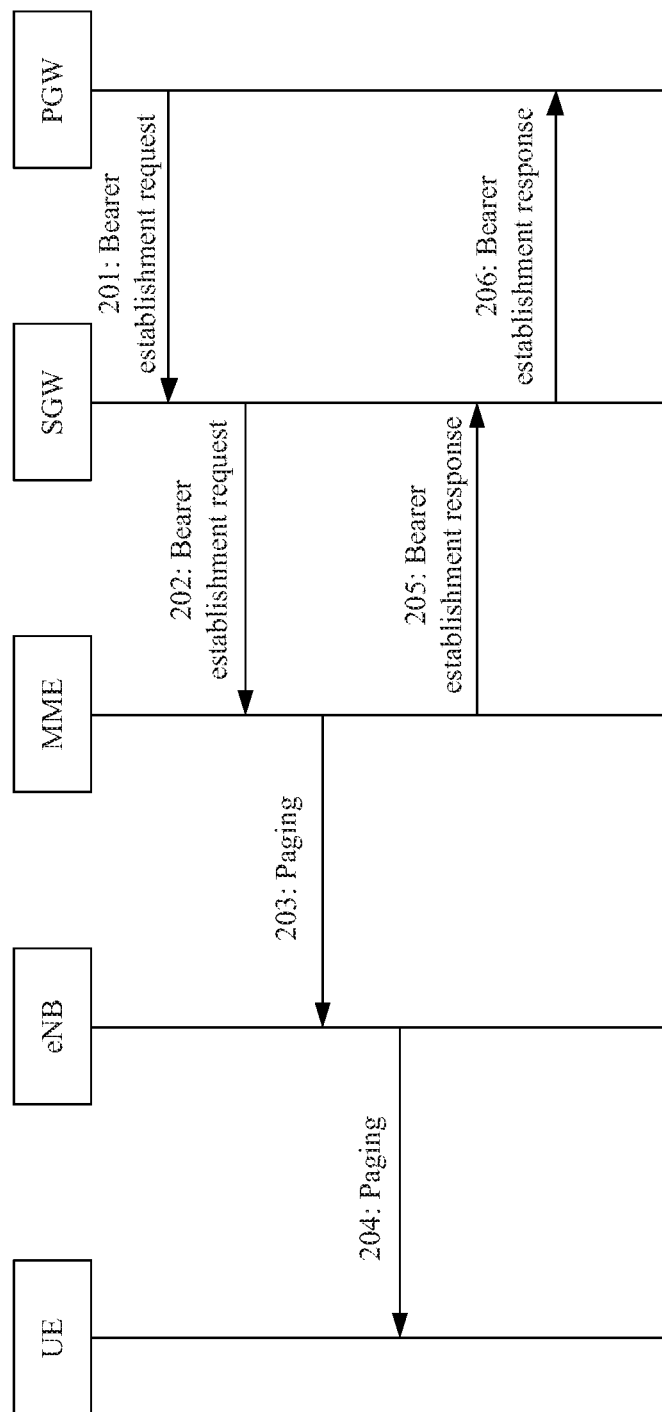 UE
eNB
MME
SGW
PGW
201: Bearer
establishment request
202: Bearer
establishment request
203: Paging
204: Paging
205: Bearer
establishment response
206: Bearer
establishment response